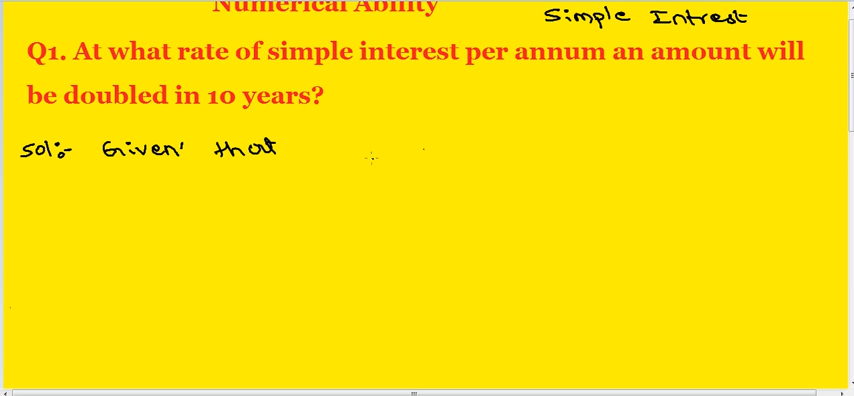 Numerical Ability
Simple Intrest
Q1. At what rate of simple interest per annum an amount will
be doubled in 10 years?
Sol:- Given that